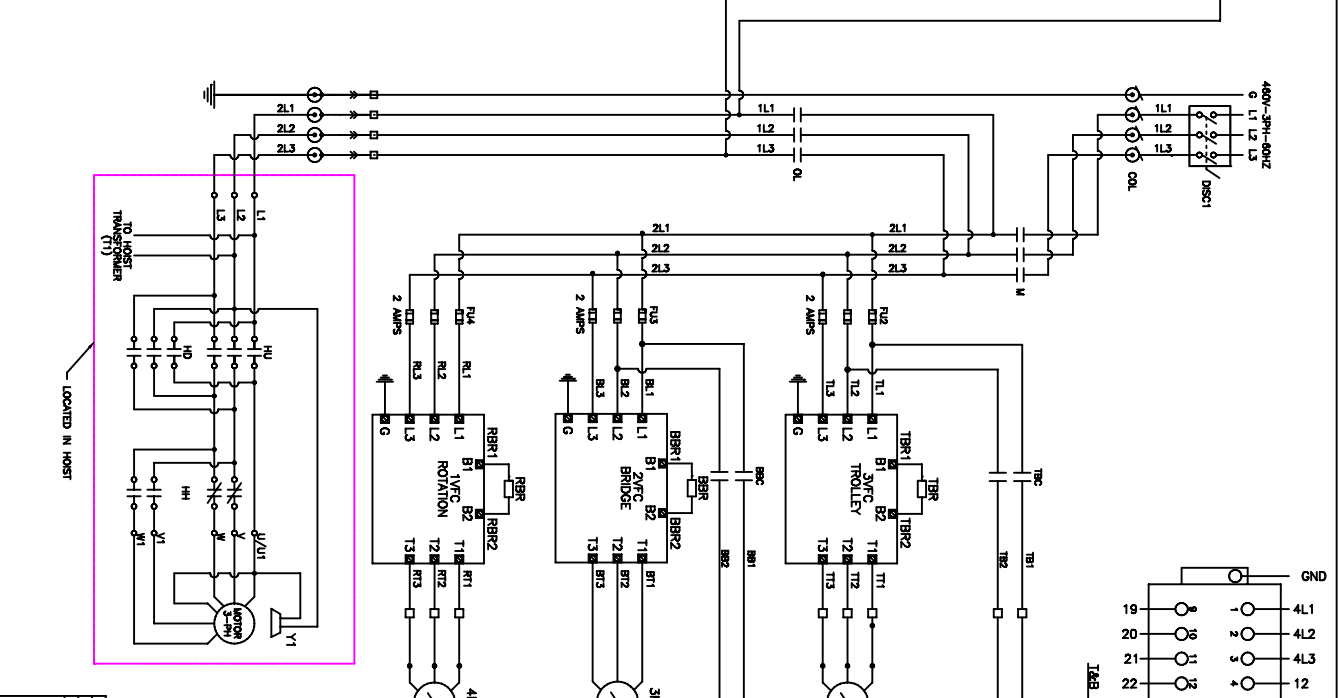 460V-3PH-60HZ
G
L1
L2
L3
1L1
1L2
1L3
DISC1
COL
2L1
2L2
2L3
1L1
1L2
1L3
OL
L3
L2
L1
TO HOIST
TRANSFORMER
(T1)
2L1
2L2
2L3
2L1
2L2
2L3
M
HD
HU
LOCATED IN HOIST
HH
W1
V1
W
V
U/U1
MOTOR
3-PH
Y1
2 AMPS
FU4
RL3
RL2
RL1
G
L3
L2
L1
RBR1
B1
1VFC
ROTATION
RBR
B2
RBR2
T3
T2
T1
RT3
RT2
RT1
2 AMPS
FU3
BL3
BL2
BL1
G
L3
L2
L1
BBR1
B1
2VFC
BRIDGE
BBR
B2
BBR2
T3
T2
T1
BT3
BT2
BT1
BBC
BB2
BB1
2 AMPS
FU2
TL3
TL2
TL1
G
L3
L2
L1
TBR1
B1
3VFC
TROLLEY
TBR
B2
TBR2
T3
T2
T1
TT3
TT2
TT1
TBC
TB2
TB1
GND
19 9 1 4L1
20 10 2 4L2
21 11 3 4L3
22 12 4 12